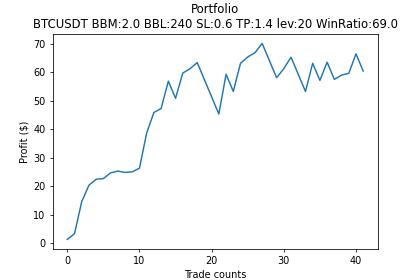 Portfolio
BTCUSDT BBM:2.0 BBL:240 SL:0.6 TP:1.4 lev:20 WinRatio:69.0
70
60
50
40
30
20
10
0
Profit ($)
0 10 20 30 40
Trade counts